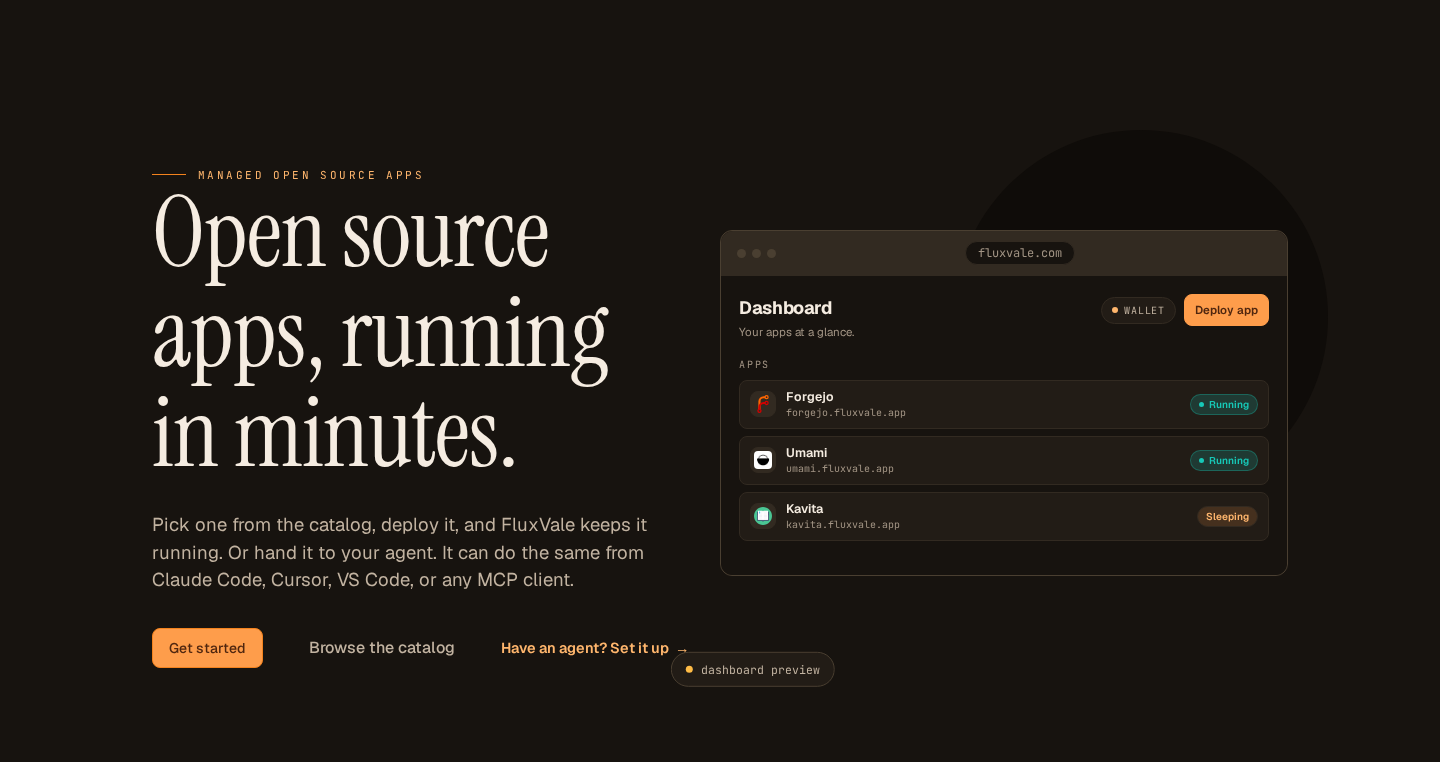 MANAGED OPEN SOURCE APPS
Open source
apps, running
in minutes.
Pick one from the catalog, deploy it, and FluxVale keeps it
running. Or hand it to your agent. It can do the same from
Claude Code, Cursor, VS Code, or any MCP client.
Get started
Browse the catalog
Have an agent? Set it up →
fluxvale.com
Dashboard
Your apps at a glance.
WALLET
Deploy app
APPS
Forgejo
forgejo.fluxvale.app
Running
Umami
umami.fluxvale.app
Running
Kavita
kavita.fluxvale.app
Sleeping
dashboard preview